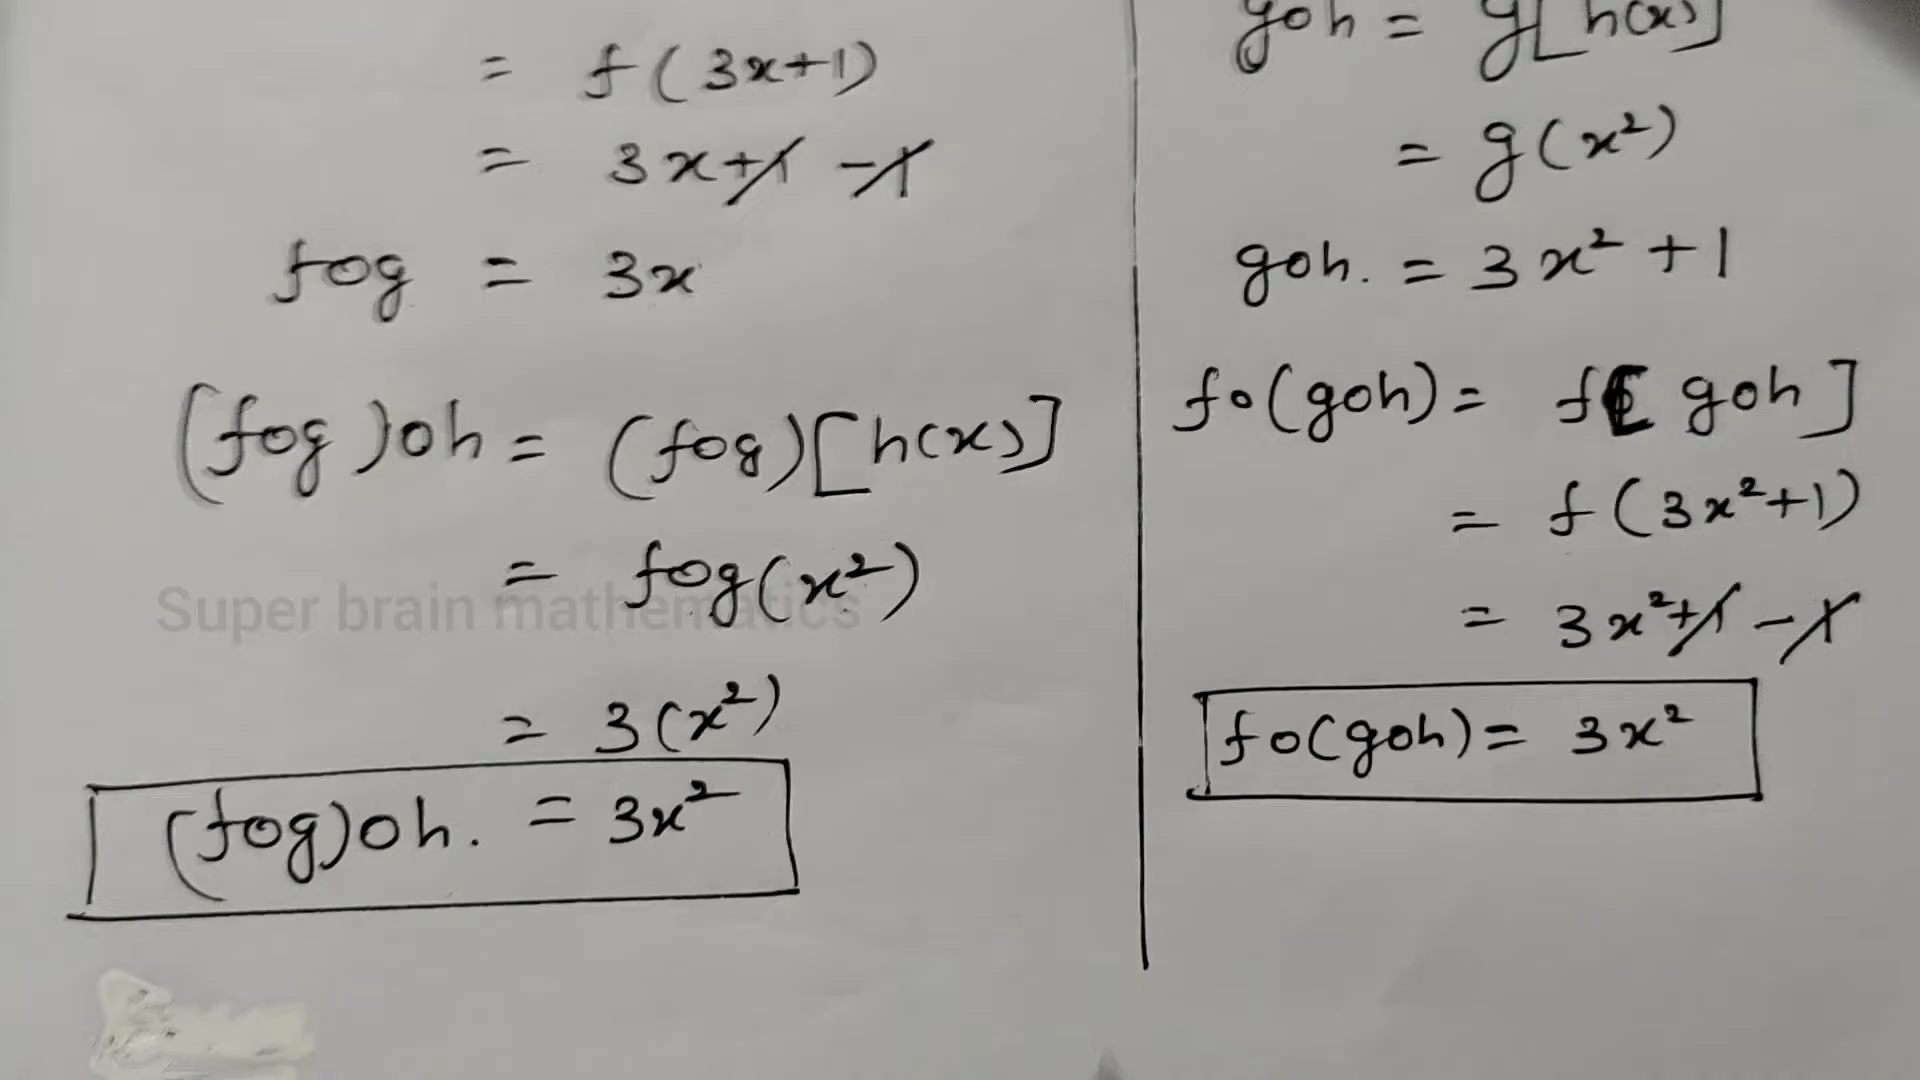 = f(3x+1)
= 3x+1 -1
fog = 3x
(fog)oh = (fog)[h(x)]
= fog(x²)
= 3(x²)
(fog)oh. = 3x²
goh = g[h(x)]
= g(x²)
goh. = 3x² + 1
fo(goh) = f[goh]
= f(3x²+1)
= 3x²+1 -1
fo(goh) = 3x²
Super brain mathematics